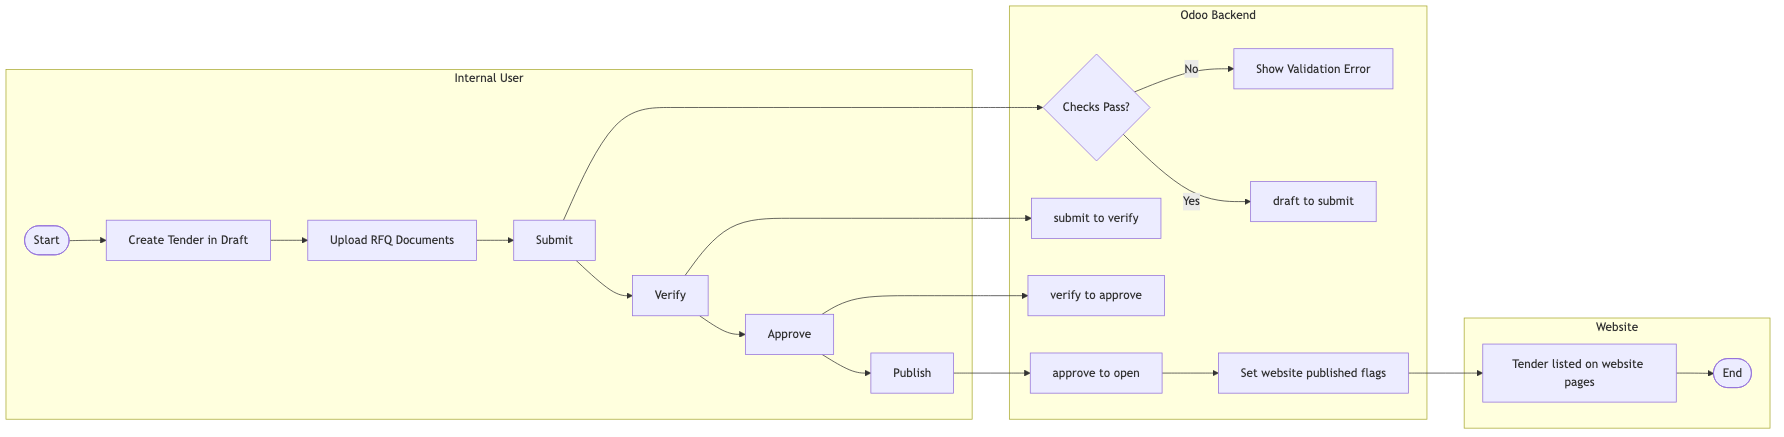 Internal User
Start
Create Tender in Draft
Upload RFQ Documents
Submit
Verify
Approve
Publish
Odoo Backend
Checks Pass?
No
Show Validation Error
Yes
draft to submit
submit to verify
verify to approve
approve to open
Set website published flags
Website
Tender listed on website
pages
End